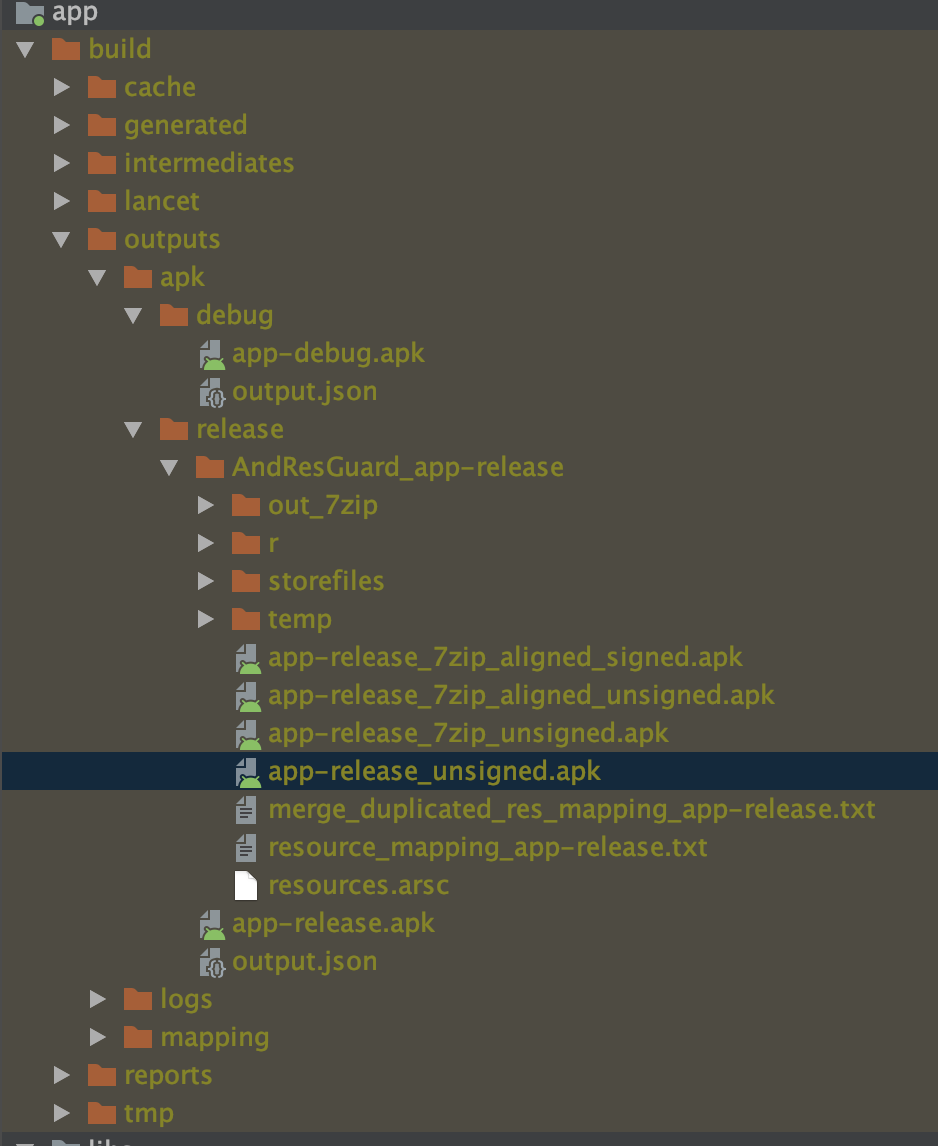 app
build
cache
generated
intermediates
lancet
outputs
apk
debug
app-debug.apk
output.json
release
AndResGuard_app-release
out_7zip
r
storefiles
temp
app-release_7zip_aligned_signed.apk
app-release_7zip_aligned_unsigned.apk
app-release_7zip_unsigned.apk
app-release_unsigned.apk
merge_duplicated_res_mapping_app-release.txt
resource_mapping_app-release.txt
resources.arsc
app-release.apk
output.json
logs
mapping
reports
tmp